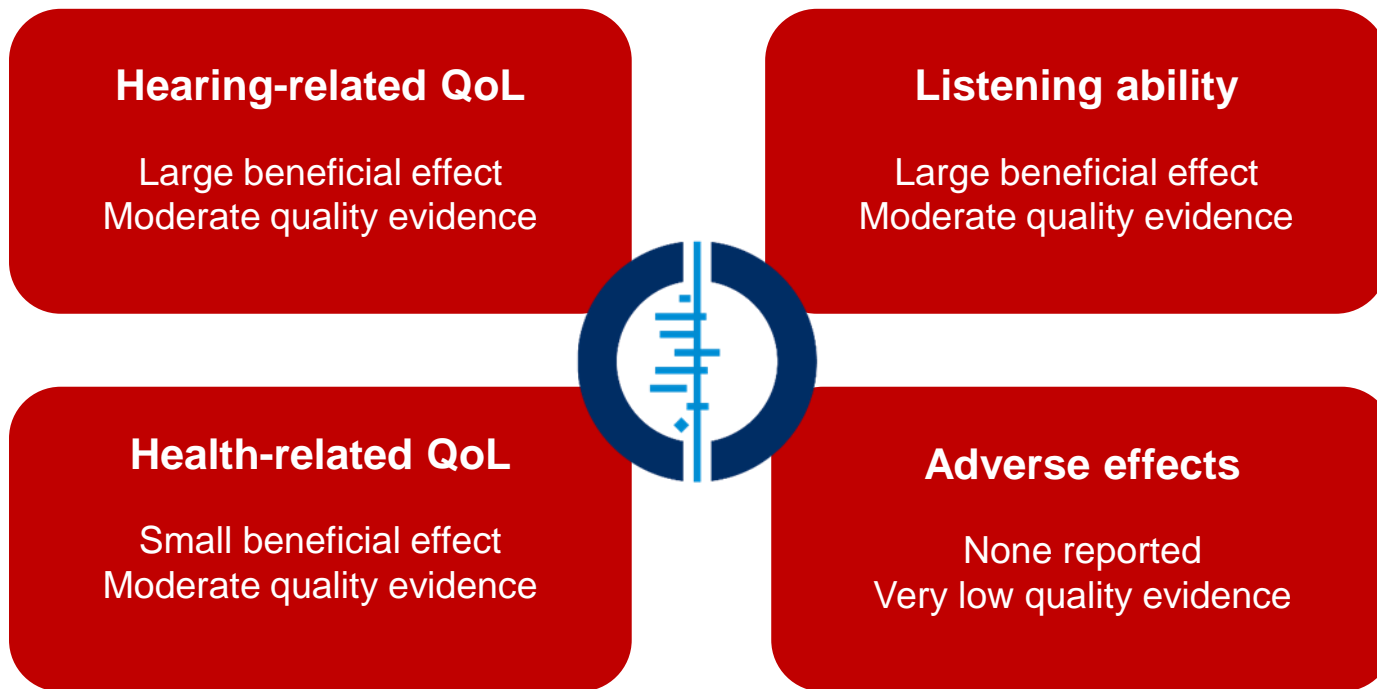 Hearing-related QoL
Large beneficial effect
Moderate quality evidence
Listening ability
Large beneficial effect
Moderate quality evidence
Health-related QoL
Small beneficial effect
Moderate quality evidence
Adverse effects
None reported
Very low quality evidence